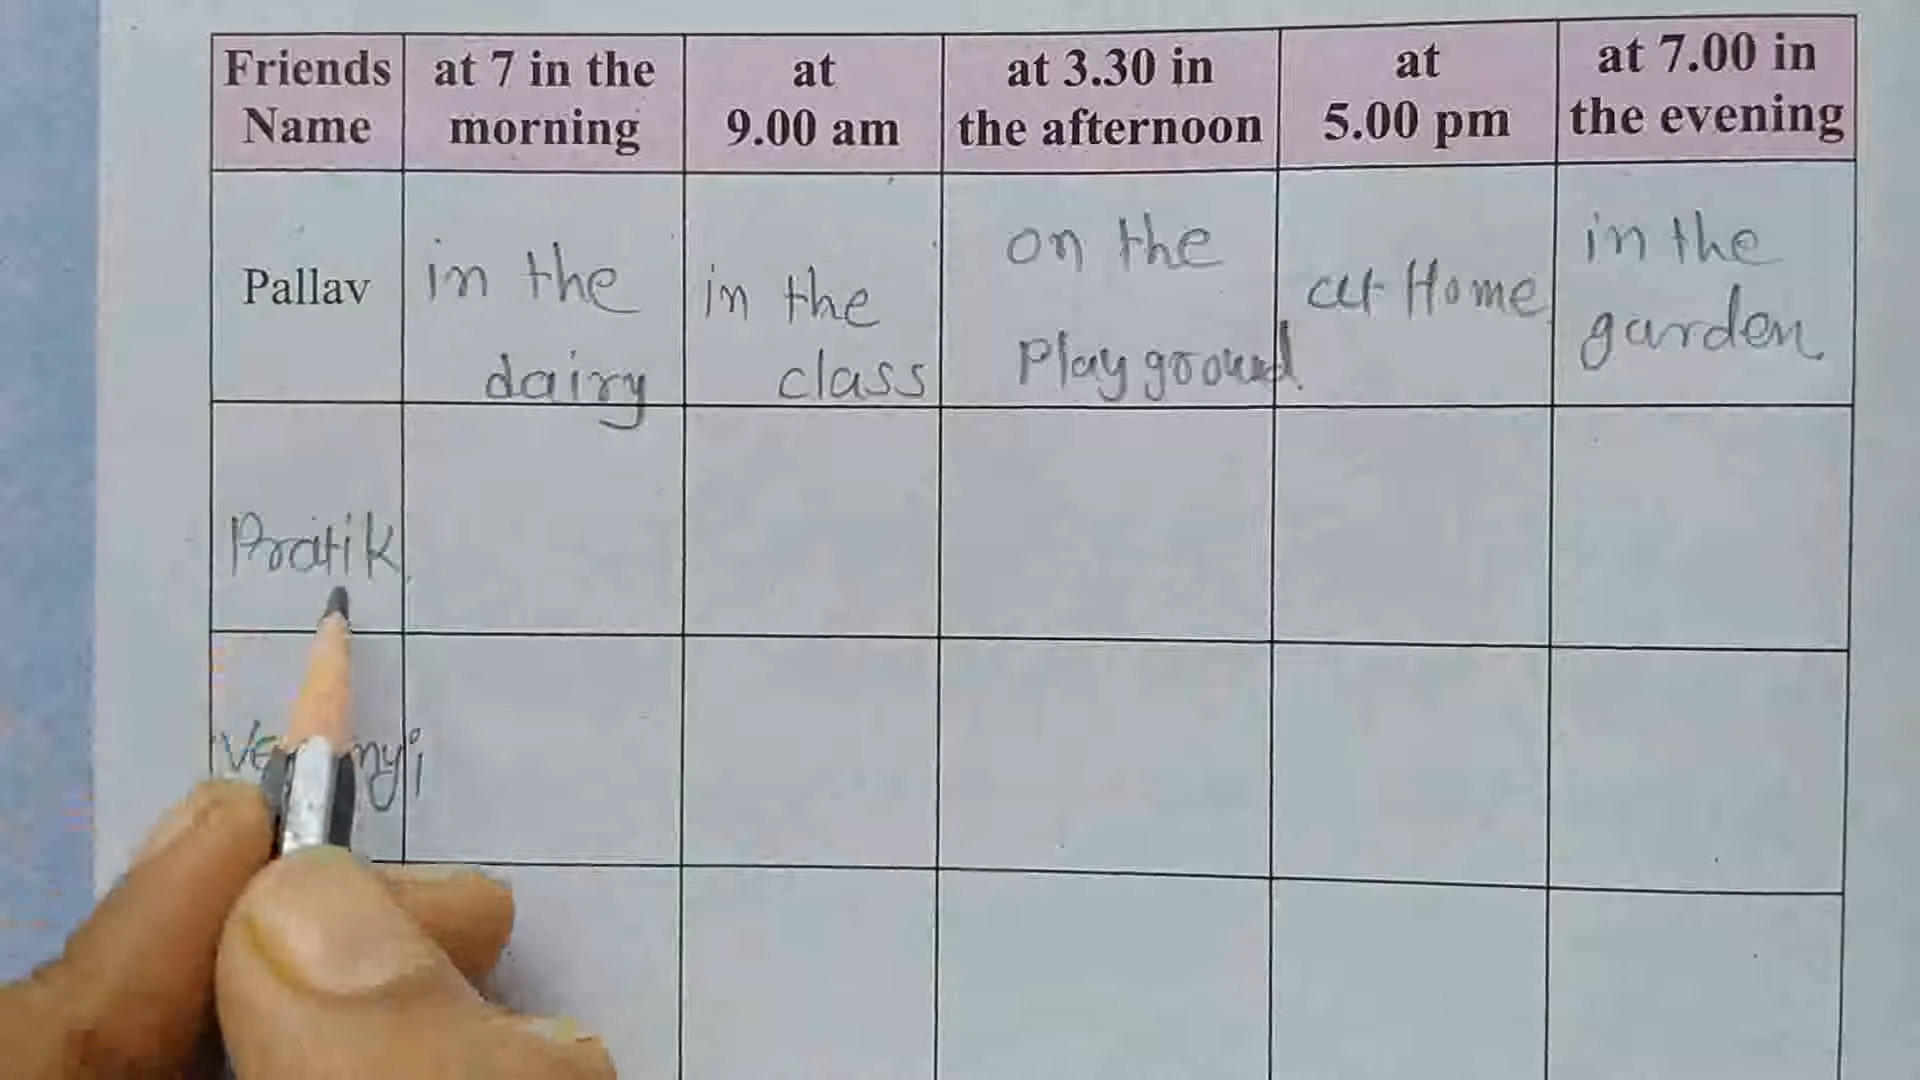 Friends Name
at 7 in the morning
at 9.00 am
at 3.30 in the afternoon
at 5.00 pm
at 7.00 in the evening
Pallav
in the
dairy
in the
class
on the
Play ground.
at Home
in the
garden.
Pratik